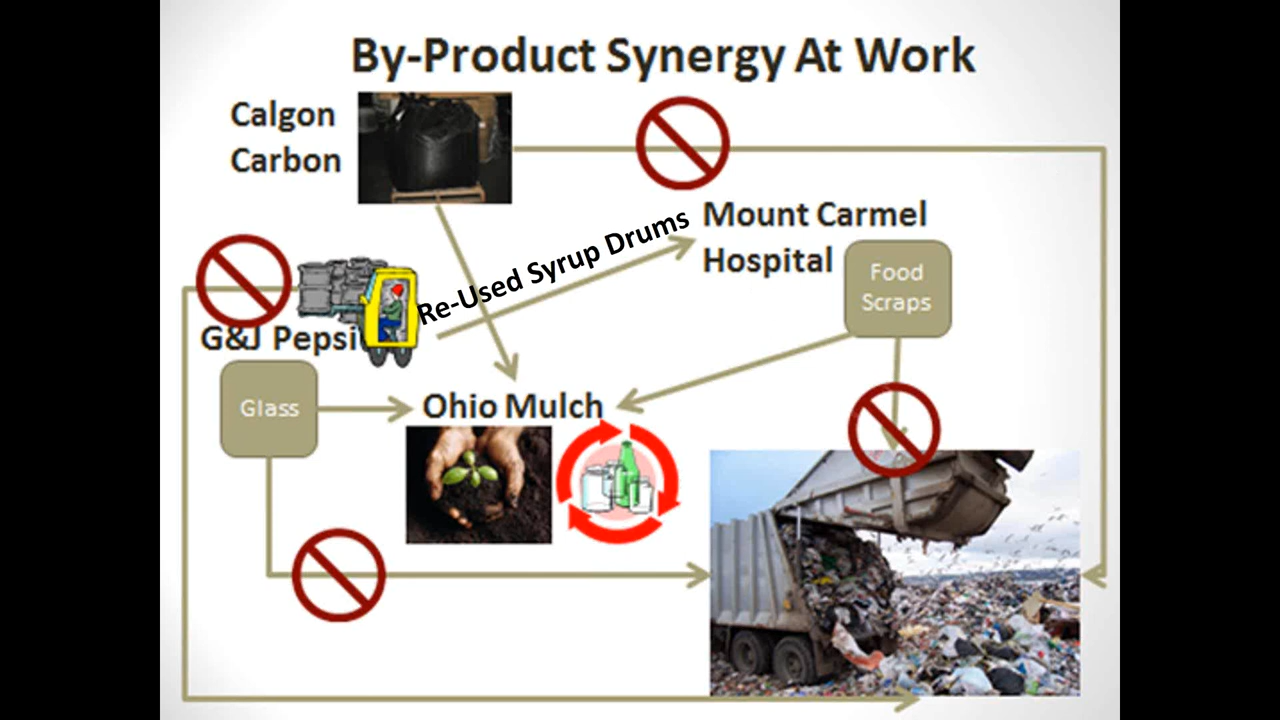 By-Product Synergy At Work
Calgon
Carbon
Re-Used Syrup Drums
Mount Carmel
Hospital
Food
Scraps
G&J Pepsi
Glass
Ohio Mulch